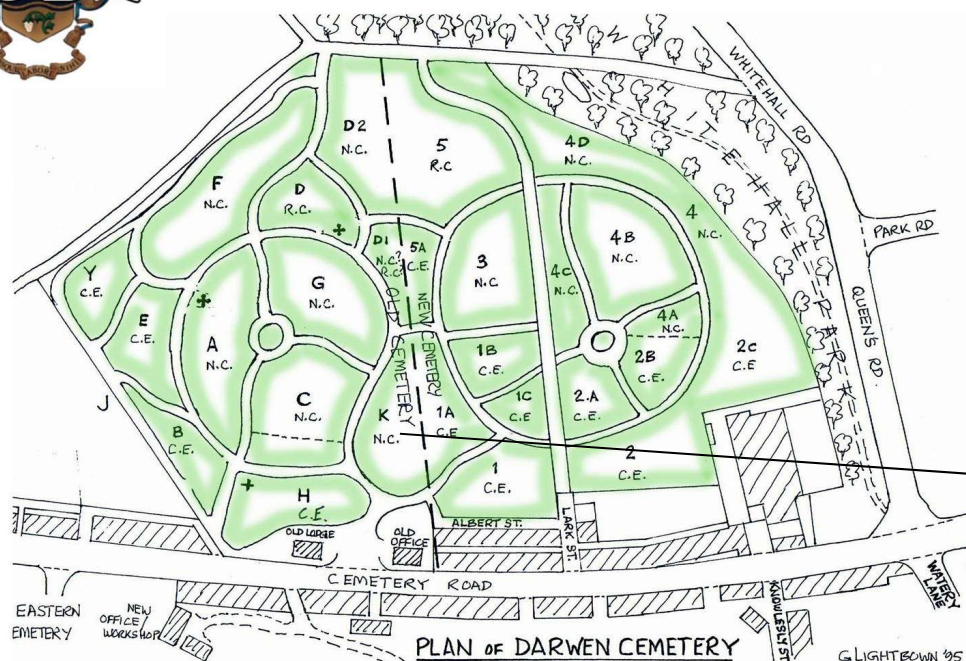 WHITEHALL RD
WHITEHALL PARK
D2
N.C.
5
R.C
4D
N.C.
F
N.C.
D
R.C.
4
N.C.
PARK RD
D1
N.C.?
R.C.?
5A
C.E.
3
N.C
4B
N.C.
Y
C.E.
G
N.C.
4C
N.C.
QUEENS RD.
OLD CEMETERY
NEW CEMETERY
E
C.E.
A
N.C.
4A
N.C.
1B
C.E.
2B
C.E.
2C
C.E
J
C
N.C.
K
N.C.
1A
C.E
1C
C.E
2.A
C.E.
B
C.E.
1
C.E.
2
C.E.
H
C.E.
OLD LODGE
OLD
OFFICE
ALBERT ST.
LARK ST.
CEMETERY ROAD
EASTERN
EMETERY
NEW
OFFICE/
WORKSHOP
KNOWLESLY ST
WATERY
LANE
PLAN OF DARWEN CEMETERY
G LIGHTBOWN '95